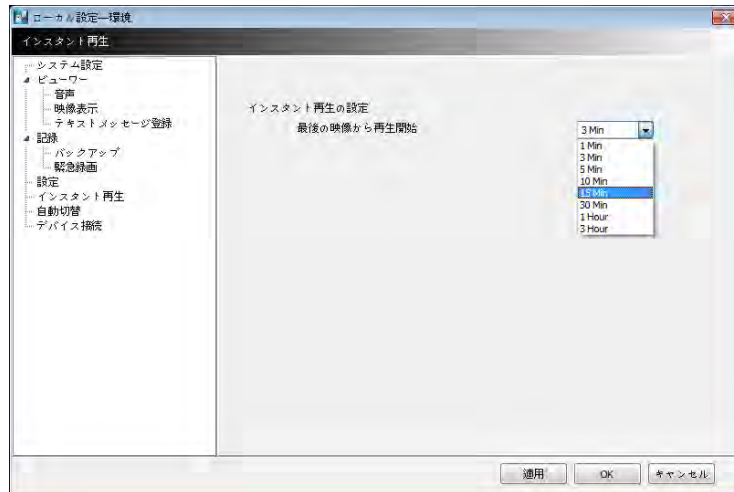 ローカル設定―環境
インスタント再生
システム設定
ビューワー
音声
映像表示
テキストメッセージ登録
記録
バックアップ
緊急録画
設定
インスタント再生
自動切替
デバイス接続
インスタント再生の設定
最後の映像から再生開始
3 Min
1 Min
3 Min
5 Min
10 Min
15 Min
30 Min
1 Hour
3 Hour
適用
OK
キャンセル